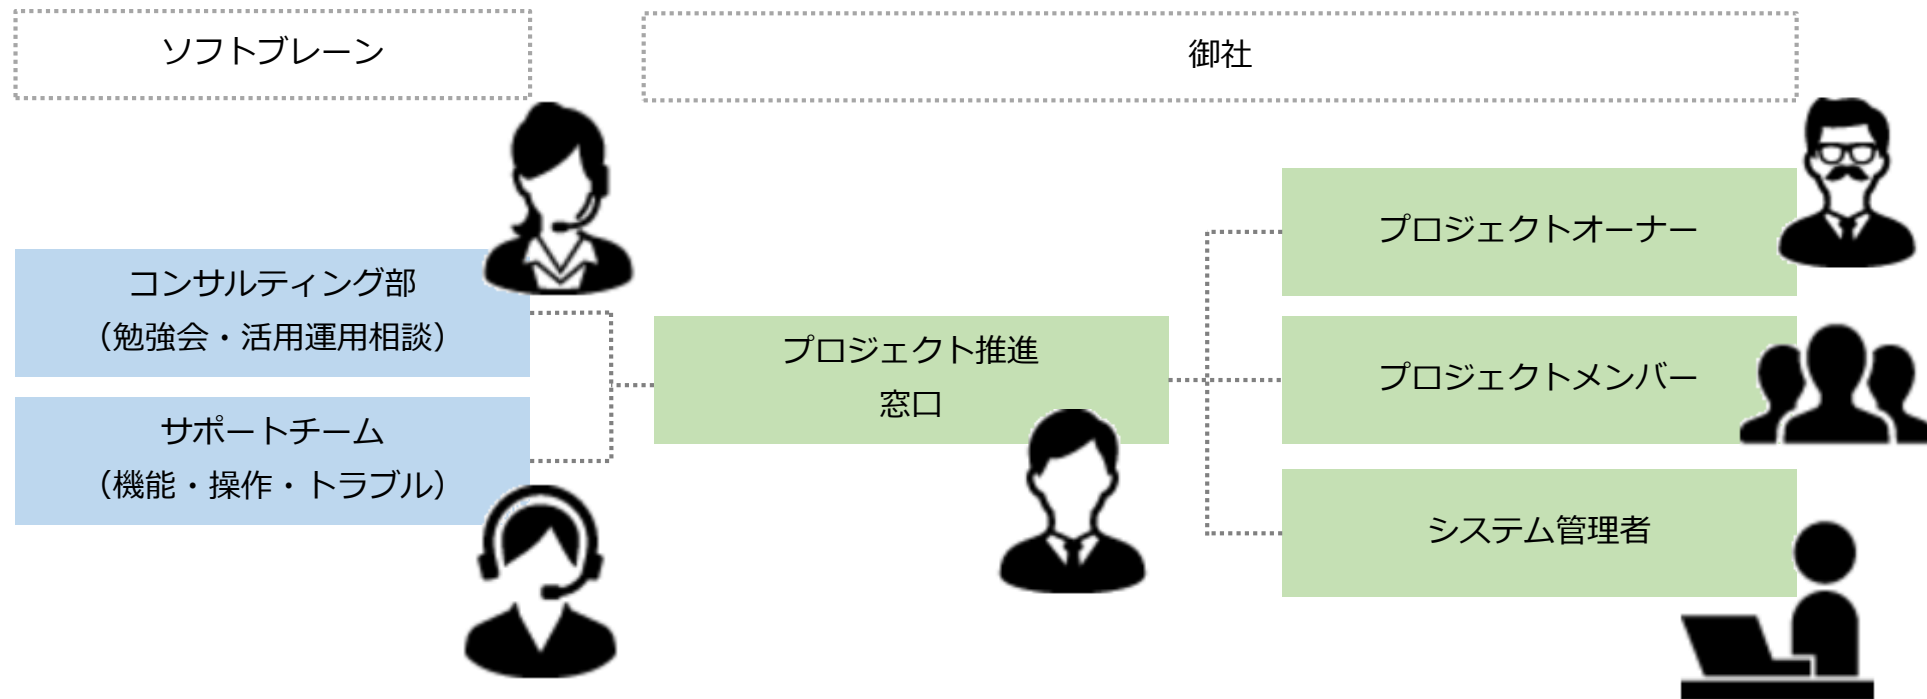 ソフトブレーン
御社
コンサルティング部
（勉強会・活用運用相談）
サポートチーム
（機能・操作・トラブル）
プロジェクト推進
窓口
プロジェクトオーナー
プロジェクトメンバー
システム管理者